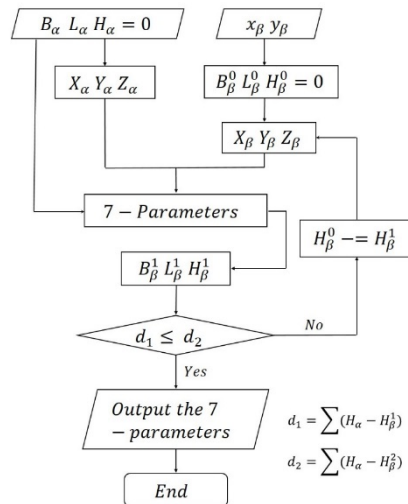 B_α L_α H_α = 0
x_β y_β
X_α Y_α Z_α
B_β^0 L_β^0 H_β^0 = 0
X_β Y_β Z_β
7 − Parameters
H_β^0 −= H_β^1
B_β^1 L_β^1 H_β^1
d_1 ≤ d_2
No
Yes
Output the 7
− parameters
d_1 = ∑(H_α − H_β^1)
d_2 = ∑(H_α − H_β^2)
End